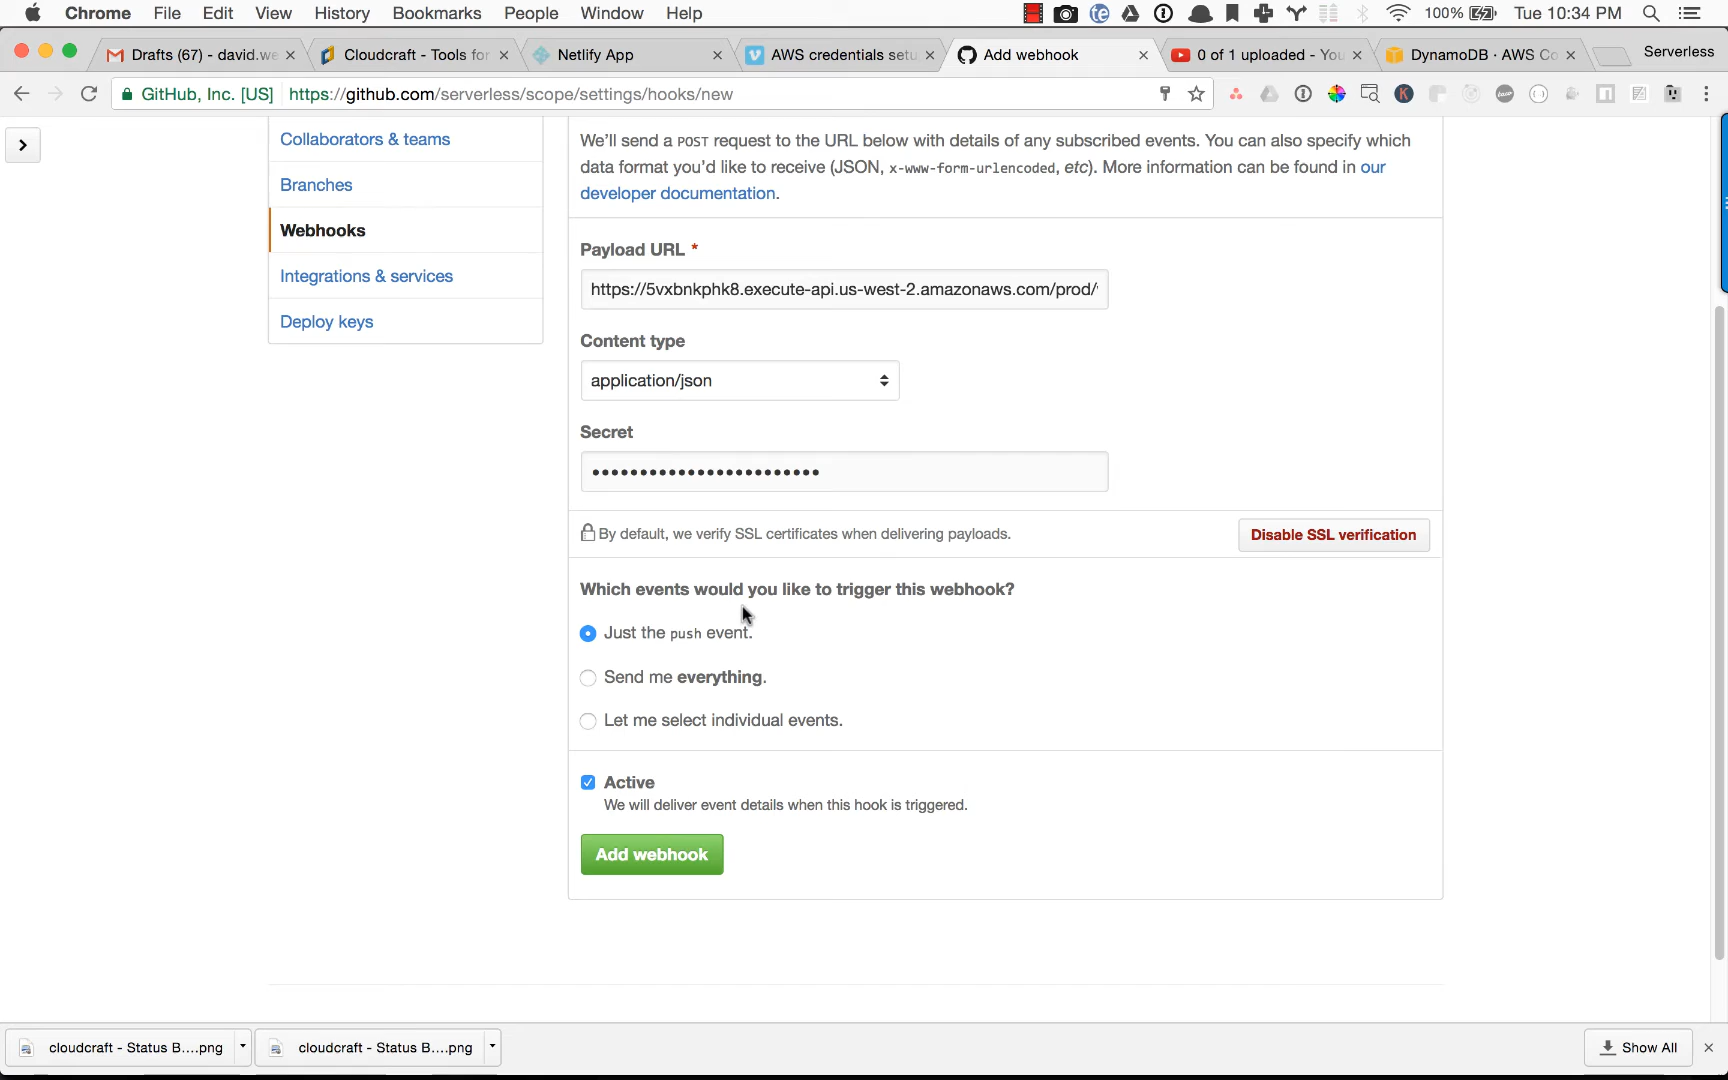 Chrome File Edit View History Bookmarks People Window Help 100% Tue 10:34 PM
Drafts (67) - david.we Cloudcraft - Tools for Netlify App AWS credentials setu Add webhook 0 of 1 uploaded - You DynamoDB · AWS Co Serverless
GitHub, Inc. [US] https://github.com/serverless/scope/settings/hooks/new
Collaborators & teams
Branches
Webhooks
Integrations & services
Deploy keys
We'll send a POST request to the URL below with details of any subscribed events. You can also specify which
data format you'd like to receive (JSON, x-www-form-urlencoded, etc). More information can be found in our
developer documentation.
Payload URL *
https://5vxbnkphk8.execute-api.us-west-2.amazonaws.com/prod/
Content type
application/json
Secret
By default, we verify SSL certificates when delivering payloads.
Disable SSL verification
Which events would you like to trigger this webhook?
Just the push event.
Send me everything.
Let me select individual events.
Active
We will deliver event details when this hook is triggered.
Add webhook
cloudcraft - Status B....png cloudcraft - Status B....png Show All